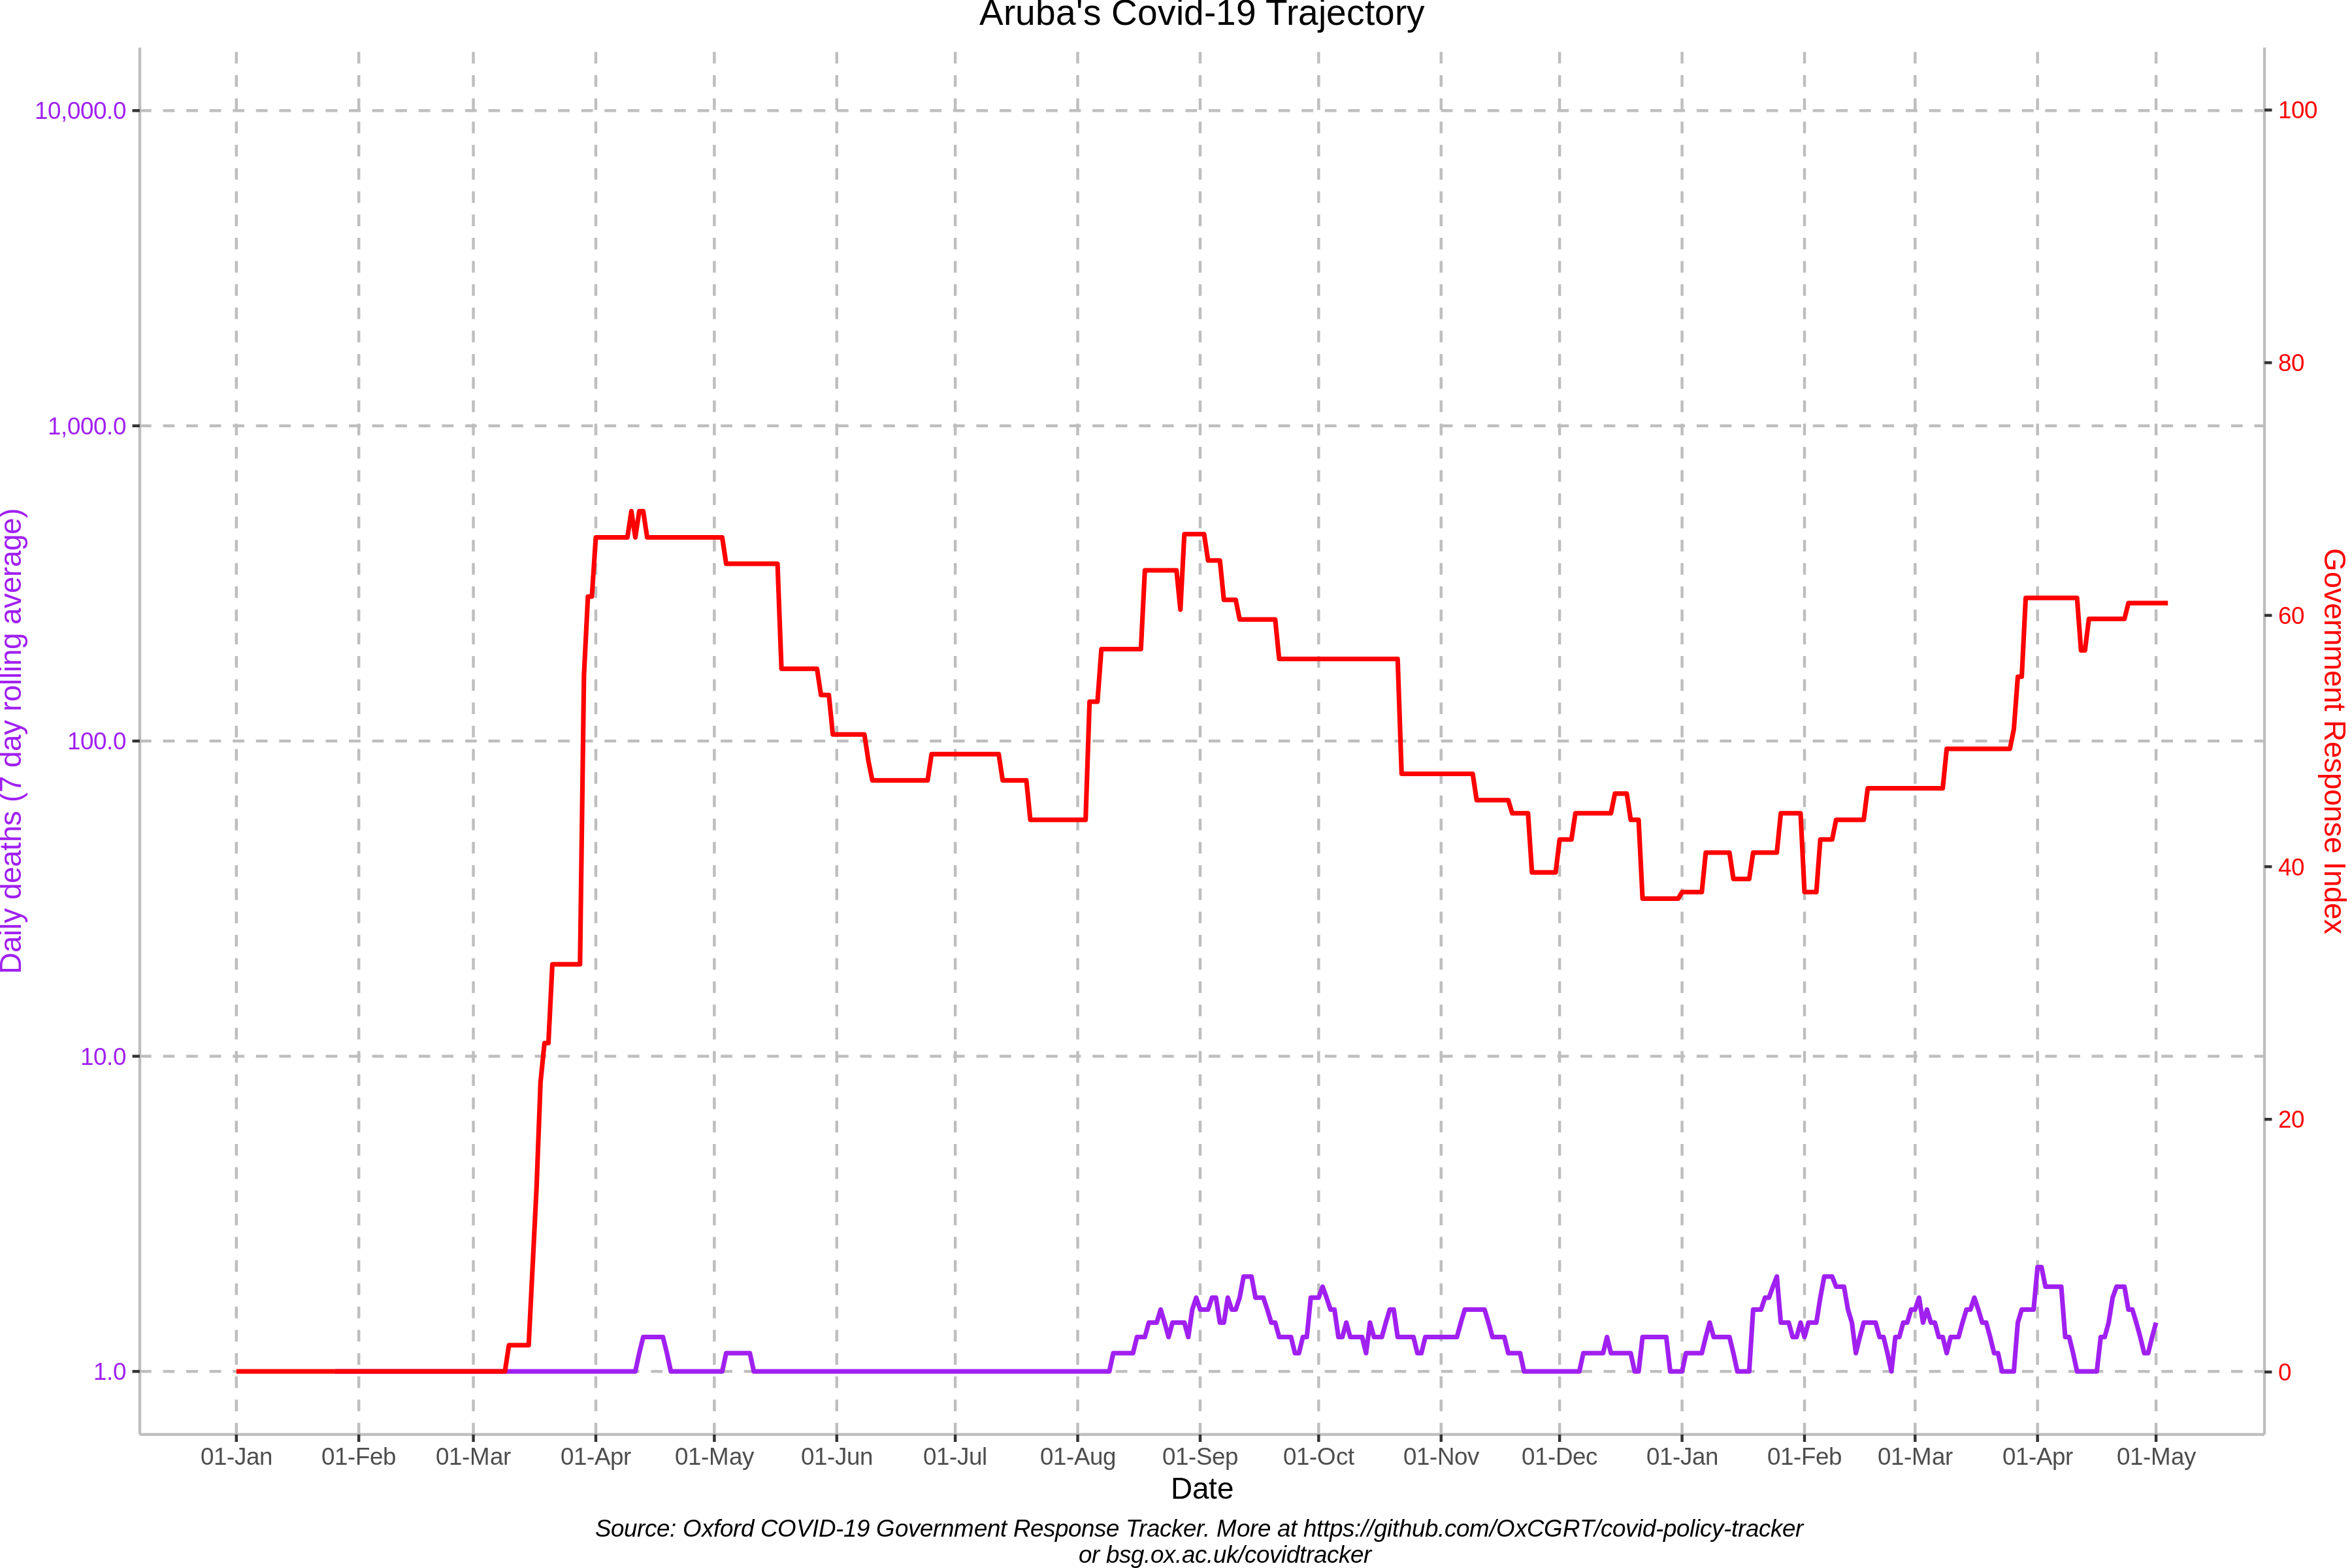 Aruba's Covid-19 Trajectory
10,000.0
1,000.0
100.0
10.0
1.0
Daily deaths (7 day rolling average)
100
80
60
40
20
0
Government Response Index
01-Jan 01-Feb 01-Mar 01-Apr 01-May 01-Jun 01-Jul 01-Aug 01-Sep 01-Oct 01-Nov 01-Dec 01-Jan 01-Feb 01-Mar 01-Apr 01-May
Date
Source: Oxford COVID-19 Government Response Tracker. More at https://github.com/OxCGRT/covid-policy-tracker
or bsg.ox.ac.uk/covidtracker